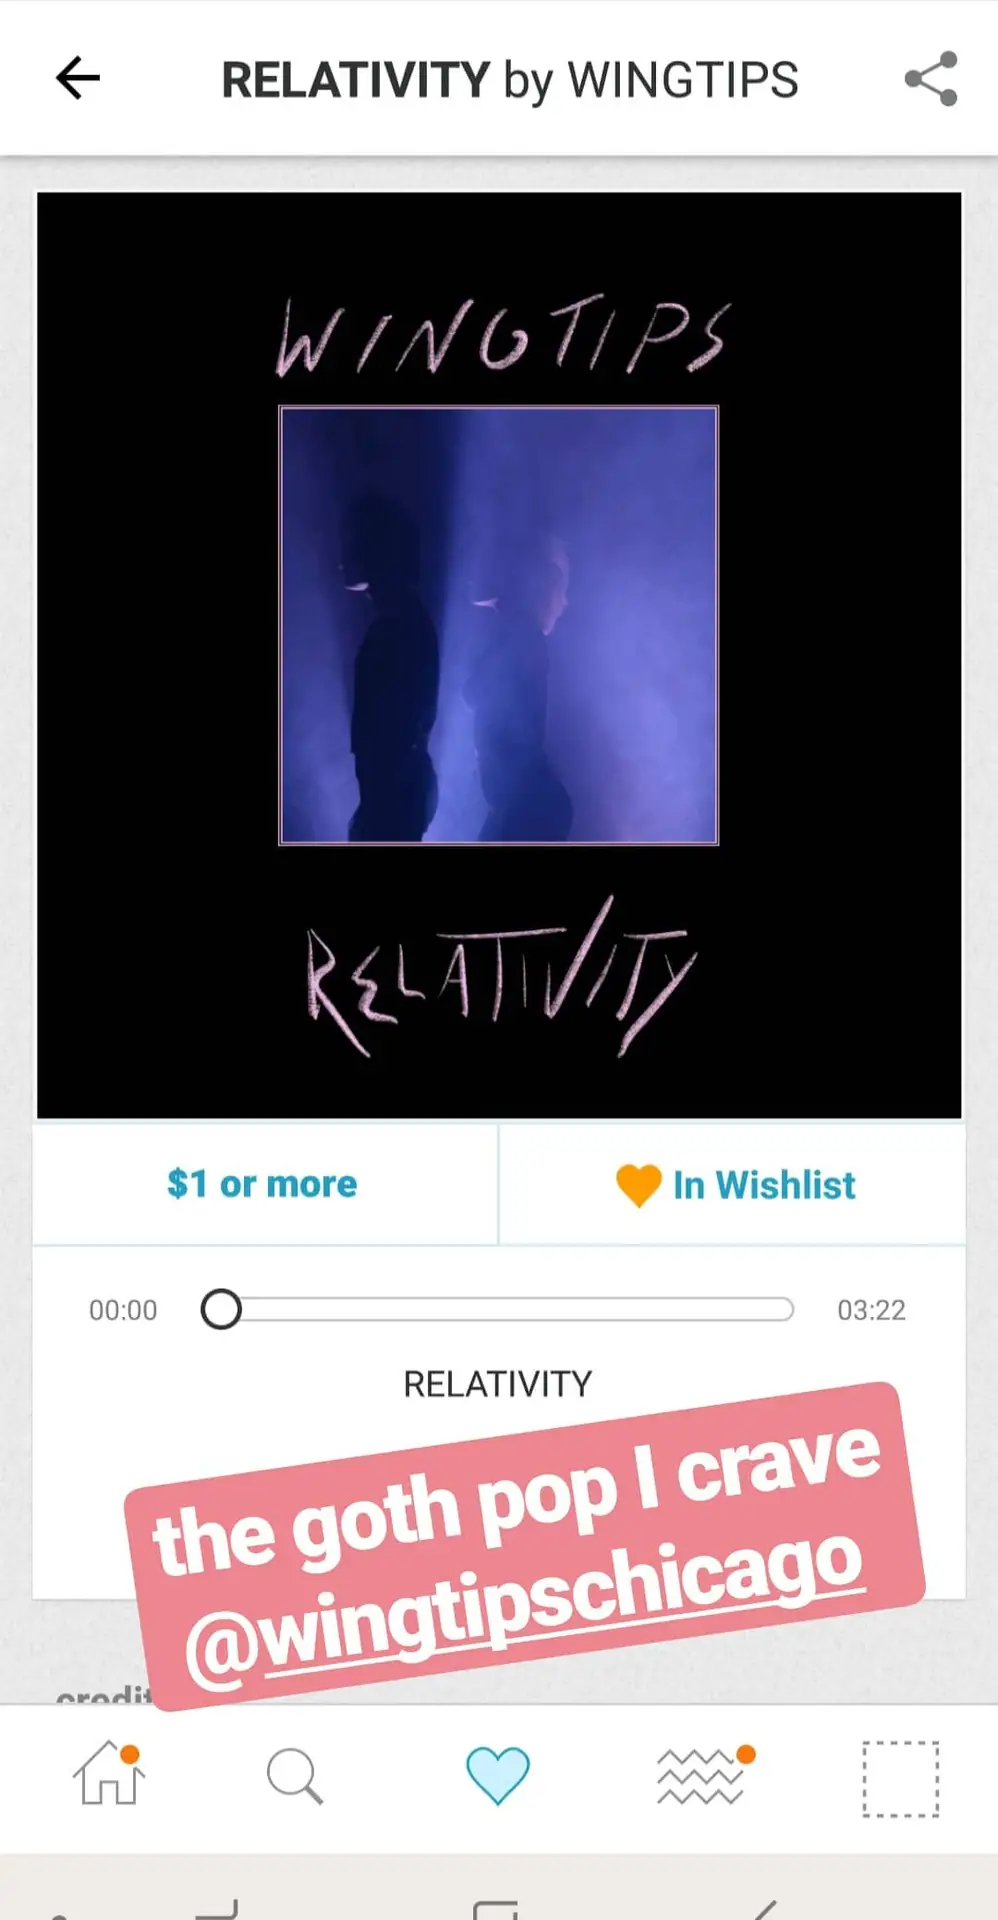 RELATIVITY by WINGTIPS
WINGTIPS
RELATIVITY
$1 or more
In Wishlist
00:00
03:22
RELATIVITY
the goth pop I crave
@wingtipschicago
credit